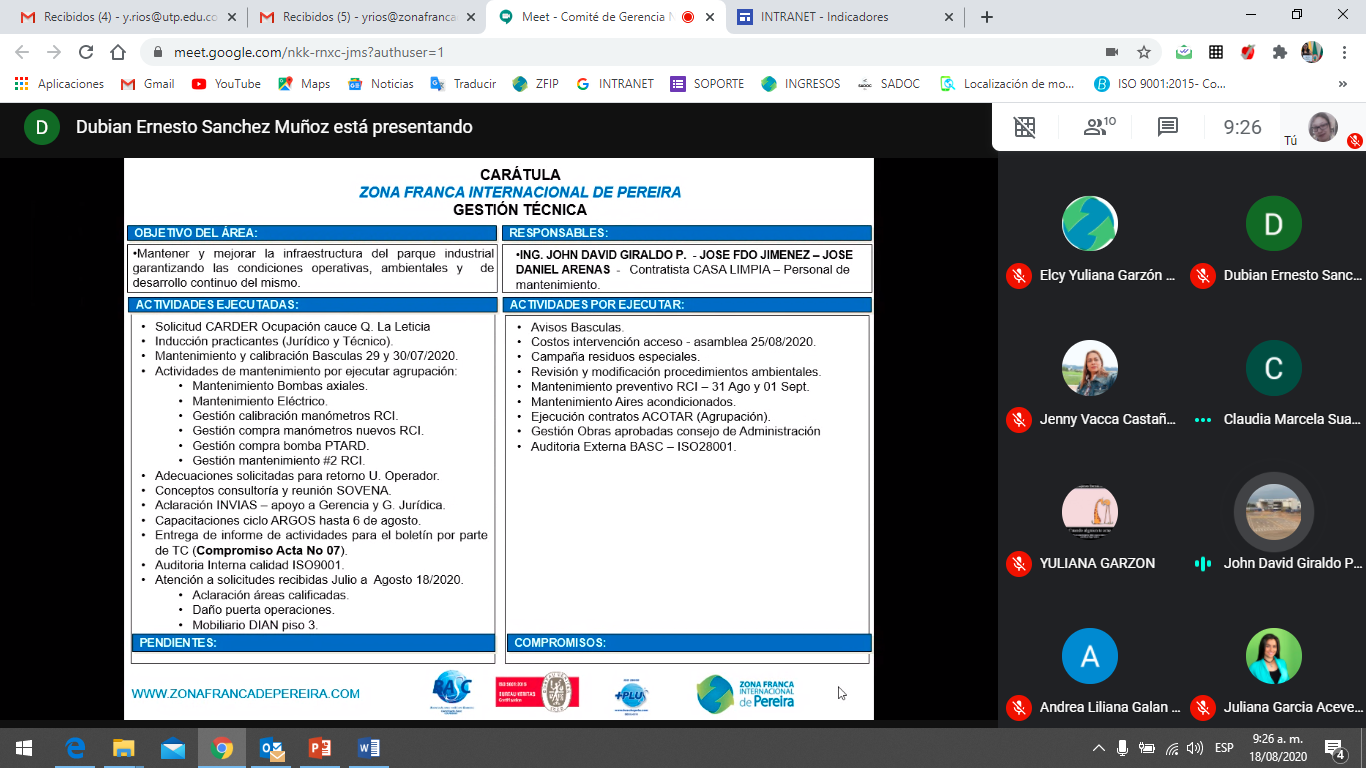 Recibidos (4) - y.rios@utp.edu.co
Recibidos (5) - yrios@zonafranca
Meet - Comité de Gerencia N
INTRANET - Indicadores
meet.google.com/nkk-rnxc-jms?authuser=1
Aplicaciones
Gmail
YouTube
Maps
Noticias
Traducir
ZFIP
INTRANET
SOPORTE
INGRESOS
SADOC
Localización de mo...
ISO 9001:2015- Co...
»
D
Dubian Ernesto Sanchez Muñoz está presentando
10
9:26
Tú
CARÁTULA
ZONA FRANCA INTERNACIONAL DE PEREIRA
GESTIÓN TÉCNICA
OBJETIVO DEL ÁREA:
•Mantener y mejorar la infraestructura del parque industrial
garantizando las condiciones operativas, ambientales y de
desarrollo continuo del mismo.
RESPONSABLES:
•ING. JOHN DAVID GIRALDO P. - JOSE FDO JIMENEZ – JOSE
DANIEL ARENAS - Contratista CASA LIMPIA – Personal de
mantenimiento.
ACTIVIDADES EJECUTADAS:
• Solicitud CARDER Ocupación cauce Q. La Leticia
• Inducción practicantes (Jurídico y Técnico).
• Mantenimiento y calibración Basculas 29 y 30/07/2020.
• Actividades de mantenimiento por ejecutar agrupación:
• Mantenimiento Bombas axiales.
• Mantenimiento Eléctrico.
• Gestión calibración manómetros RCI.
• Gestión compra manómetros nuevos RCI.
• Gestión compra bomba PTARD.
• Gestión mantenimiento #2 RCI.
• Adecuaciones solicitadas para retorno U. Operador.
• Conceptos consultoría y reunión SOVENA.
• Aclaración INVIAS – apoyo a Gerencia y G. Jurídica.
• Capacitaciones ciclo ARGOS hasta 6 de agosto.
• Entrega de informe de actividades para el boletín por parte
de TC (Compromiso Acta No 07).
• Auditoria Interna calidad ISO9001.
• Atención a solicitudes recibidas Julio a Agosto 18/2020.
• Aclaración áreas calificadas.
• Daño puerta operaciones.
• Mobiliario DIAN piso 3.
ACTIVIDADES POR EJECUTAR:
• Avisos Basculas.
• Costos intervención acceso - asamblea 25/08/2020.
• Campaña residuos especiales.
• Revisión y modificación procedimientos ambientales.
• Mantenimiento preventivo RCI – 31 Ago y 01 Sept.
• Mantenimiento Aires acondicionados.
• Ejecución contratos ACOTAR (Agrupación).
• Gestión Obras aprobadas consejo de Administración
• Auditoria Externa BASC – ISO28001.
PENDIENTES:
COMPROMISOS:
WWW.ZONAFRANCADEPEREIRA.COM
BASC
BUREAU VERITAS
Certification
+PLU
ZONA FRANCA
INTERNACIONAL
de Pereira
Elcy Yuliana Garzón ...
D
Dubian Ernesto Sanc...
Jenny Vacca Castañ...
C
Claudia Marcela Sua...
YULIANA GARZON
John David Giraldo P...
A
Andrea Liliana Galan ...
Juliana Garcia Aceve...
ESP
9:26 a. m.
18/08/2020
4